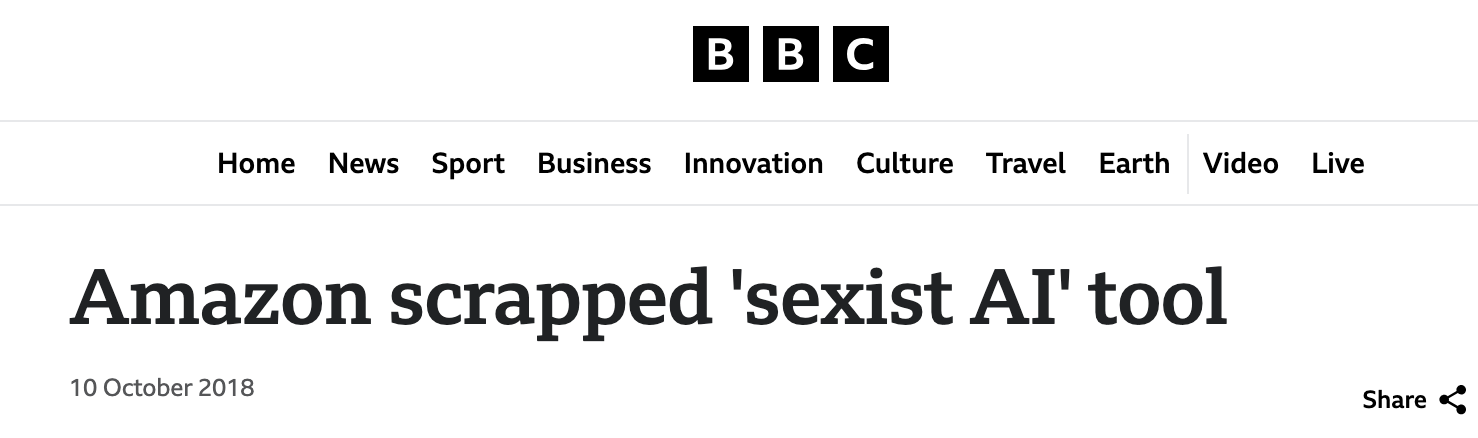 BBC
Home News Sport Business Innovation Culture Travel Earth Video Live
Amazon scrapped 'sexist AI' tool
10 October 2018
Share